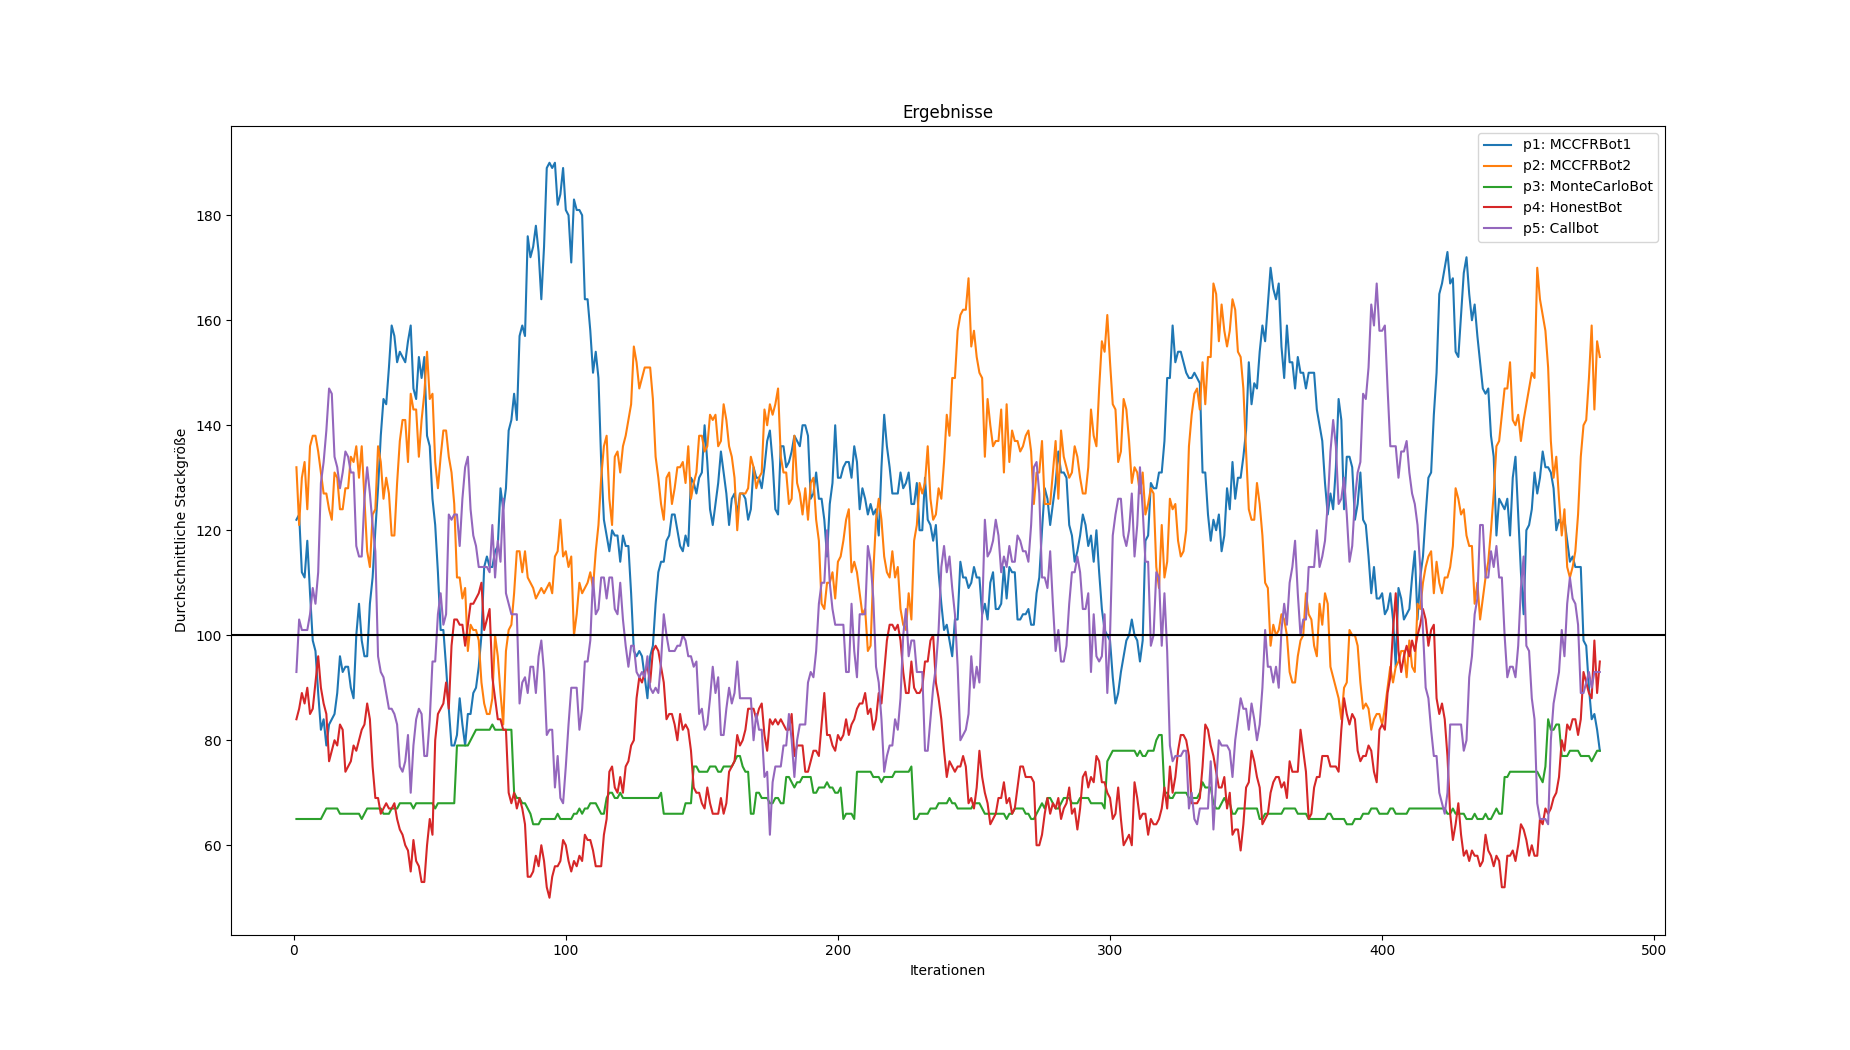 Ergebnisse
p1: MCCFRBot1
p2: MCCFRBot2
p3: MonteCarloBot
p4: HonestBot
p5: Callbot
Durchschnittliche Stackgröße
180
160
140
120
100
80
60
0 100 200 300 400 500
Iterationen